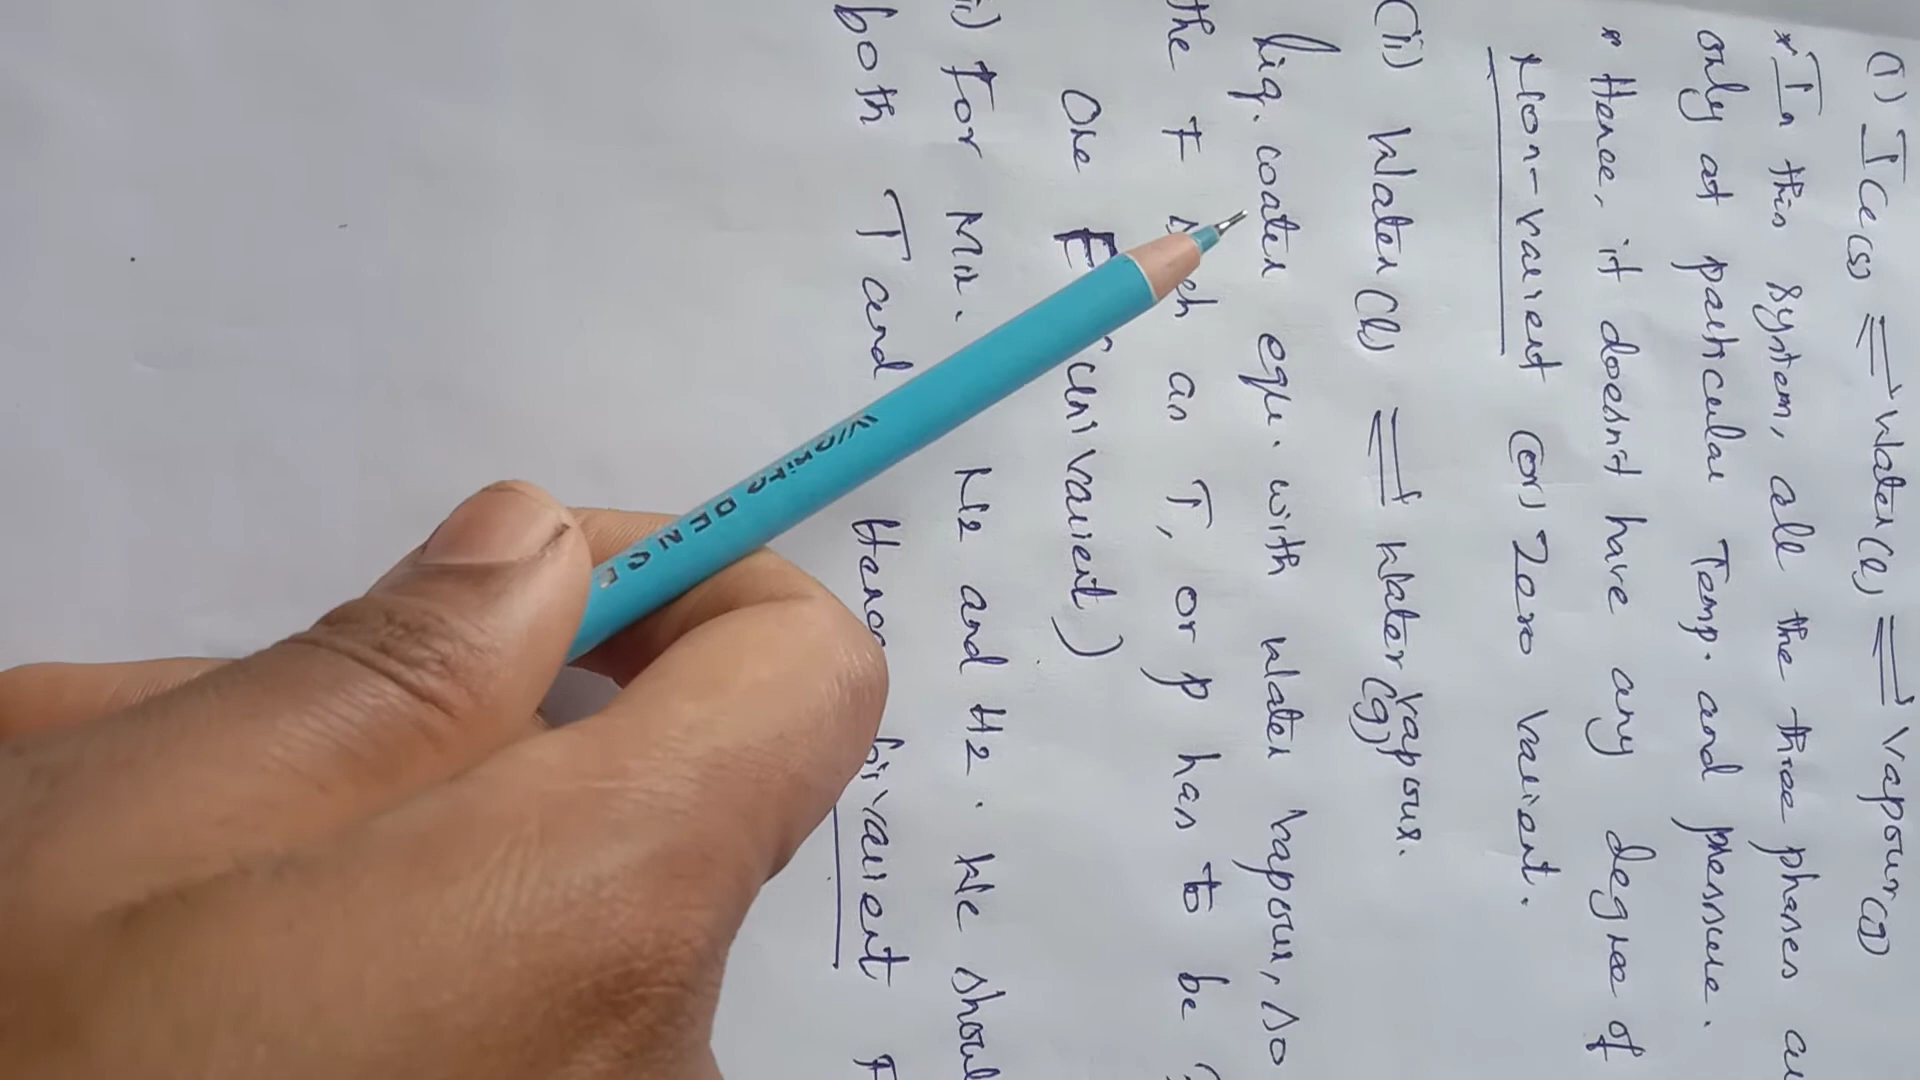 (i) Ice(s) ⇌ Water(l) ⇌ Vapour(g)
* In this system, all the three phases
only at particular Temp. and pressure.
* Hence, it doesn't have any degree of
Non-varient (or) Zero varient.
(ii) Water(l) ⇌ Water vapour.
(g)
Liq. water eqm. with water vapour, so
the F such as T, or P has to be
One F (Univarient)
For Mix. N2 and H2. We shoul
both T and Hence bivarient F